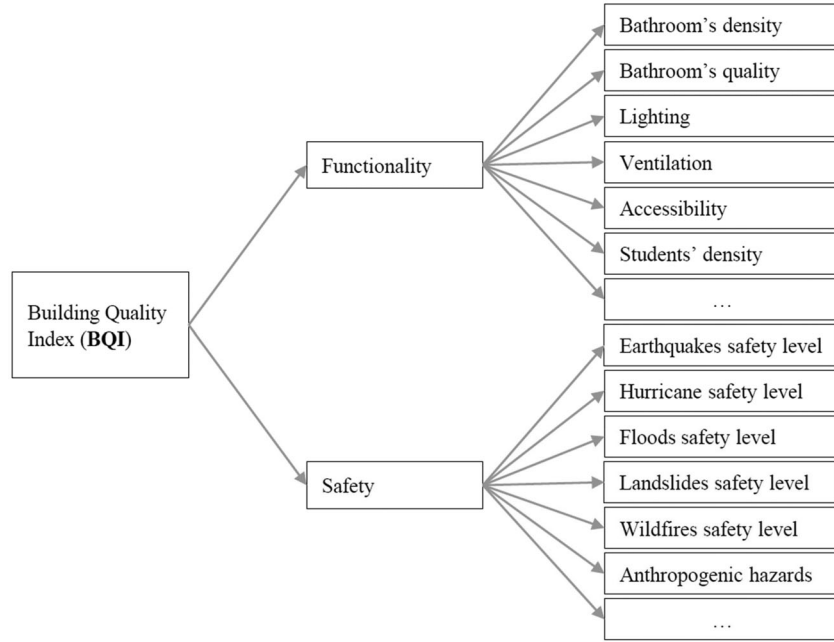 Building Quality
Index (BQI)
Functionality
Bathroom’s density
Bathroom’s quality
Lighting
Ventilation
Accessibility
Students’ density
…
Safety
Earthquakes safety level
Hurricane safety level
Floods safety level
Landslides safety level
Wildfires safety level
Anthropogenic hazards
…